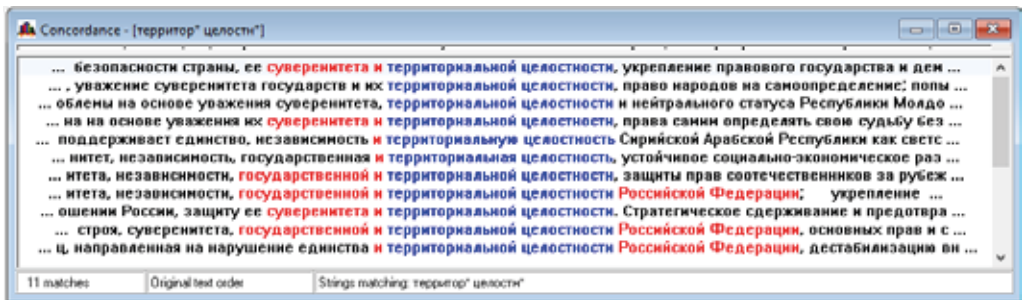 Concordance - [территор* целостн*]
... безопасности страны, ее суверенитета и территориальной целостности, укрепление правового государства и дем ...
... , уважение суверенитета государств и их территориальной целостности, право народов на самоопределение; попы ...
... облемы на основе уважения суверенитета, территориальной целостности и нейтрального статуса Республики Молдо ...
... на на основе уважения их суверенитета и территориальной целостности, права самим определять свою судьбу без ...
... поддерживает единство, независимость и территориальную целостность Сирийской Арабской Республики как светс ...
... нитет, независимость, государственная и территориальная целостность, устойчивое социально-экономическое раз ...
... итета, независимости, государственной и территориальной целостности, защиты прав соотечественников за рубеж ...
... итета, независимости, государственной и территориальной целостности Российской Федерации; укрепление ...
... ошении России, защиту ее суверенитета и территориальной целостности. Стратегическое сдерживание и предотвра ...
... строя, суверенитета, государственной и территориальной целостности Российской Федерации, основных прав и с ...
... ц, направленная на нарушение единства и территориальной целостности Российской Федерации, дестабилизацию вн ...
11 matches Original text order Strings matching: территор* целостн*